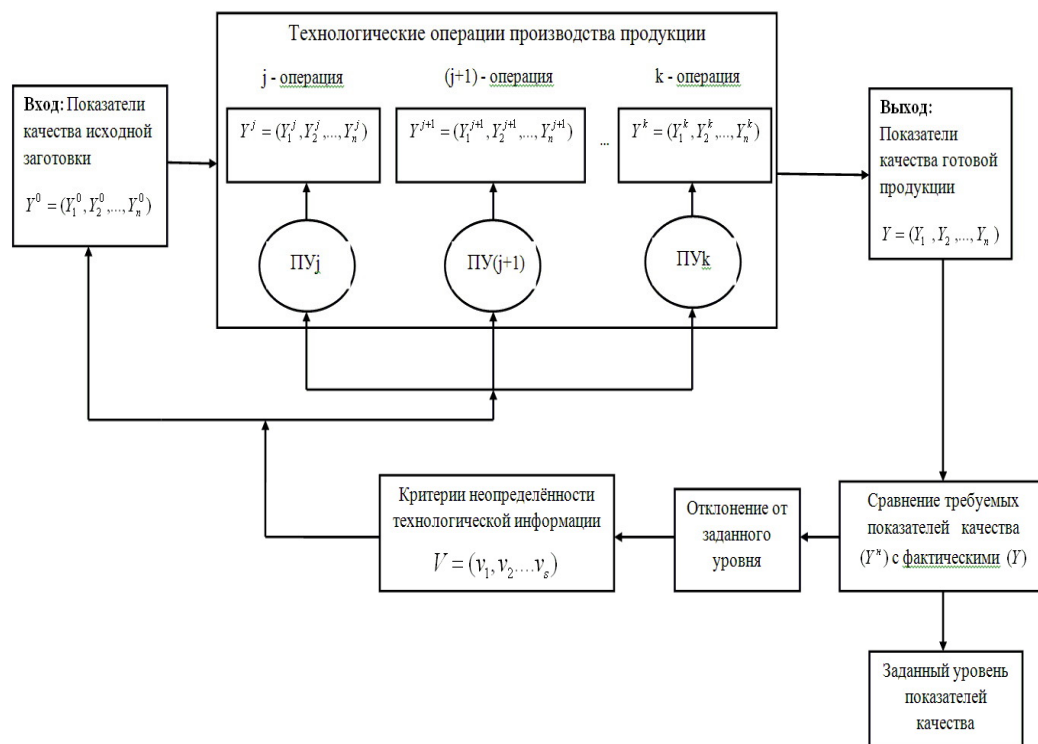 Технологические операции производства продукции
j - операция
(j+1) - операция
k - операция
Вход: Показатели
качества исходной
заготовки
Y^0 = (Y_1^0, Y_2^0,..., Y_n^0)
Y^j = (Y_1^j, Y_2^j,..., Y_n^j)
Y^{j+1} = (Y_1^{j+1}, Y_2^{j+1},..., Y_n^{j+1})
...
Y^k = (Y_1^k, Y_2^k,..., Y_n^k)
Выход:
Показатели
качества готовой
продукции
Y = (Y_1, Y_2,..., Y_n)
ПУj
ПУ(j+1)
ПУk
Критерии неопределённости
технологической информации
V = (v_1, v_2....v_s)
Отклонение от
заданного
уровня
Сравнение требуемых
показателей качества
(Y^н) с фактическими (Y)
Заданный уровень
показателей
качества